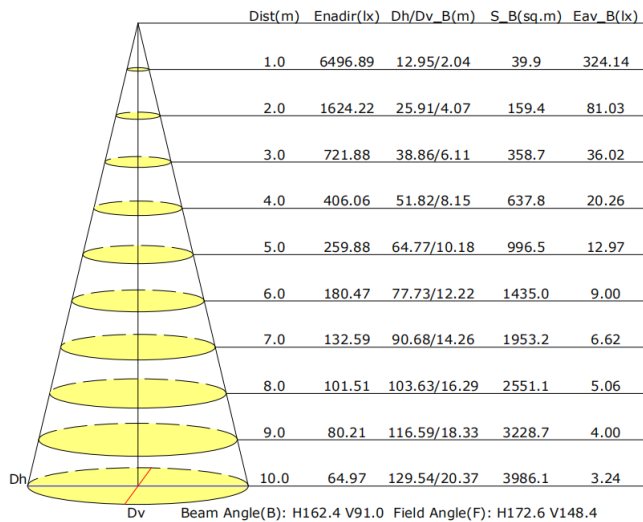 Dist(m) Enadir(lx) Dh/Dv_B(m) S_B(sq.m) Eav_B(lx)
1.0 6496.89 12.95/2.04 39.9 324.14
2.0 1624.22 25.91/4.07 159.4 81.03
3.0 721.88 38.86/6.11 358.7 36.02
4.0 406.06 51.82/8.15 637.8 20.26
5.0 259.88 64.77/10.18 996.5 12.97
6.0 180.47 77.73/12.22 1435.0 9.00
7.0 132.59 90.68/14.26 1953.2 6.62
8.0 101.51 103.63/16.29 2551.1 5.06
9.0 80.21 116.59/18.33 3228.7 4.00
Dh 10.0 64.97 129.54/20.37 3986.1 3.24
Dv Beam Angle(B): H162.4 V91.0 Field Angle(F): H172.6 V148.4